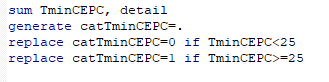 sum TminCEPC, detail
generate catTminCEPC=.
replace catTminCEPC=0 if TminCEPC<25
replace catTminCEPC=1 if TminCEPC>=25